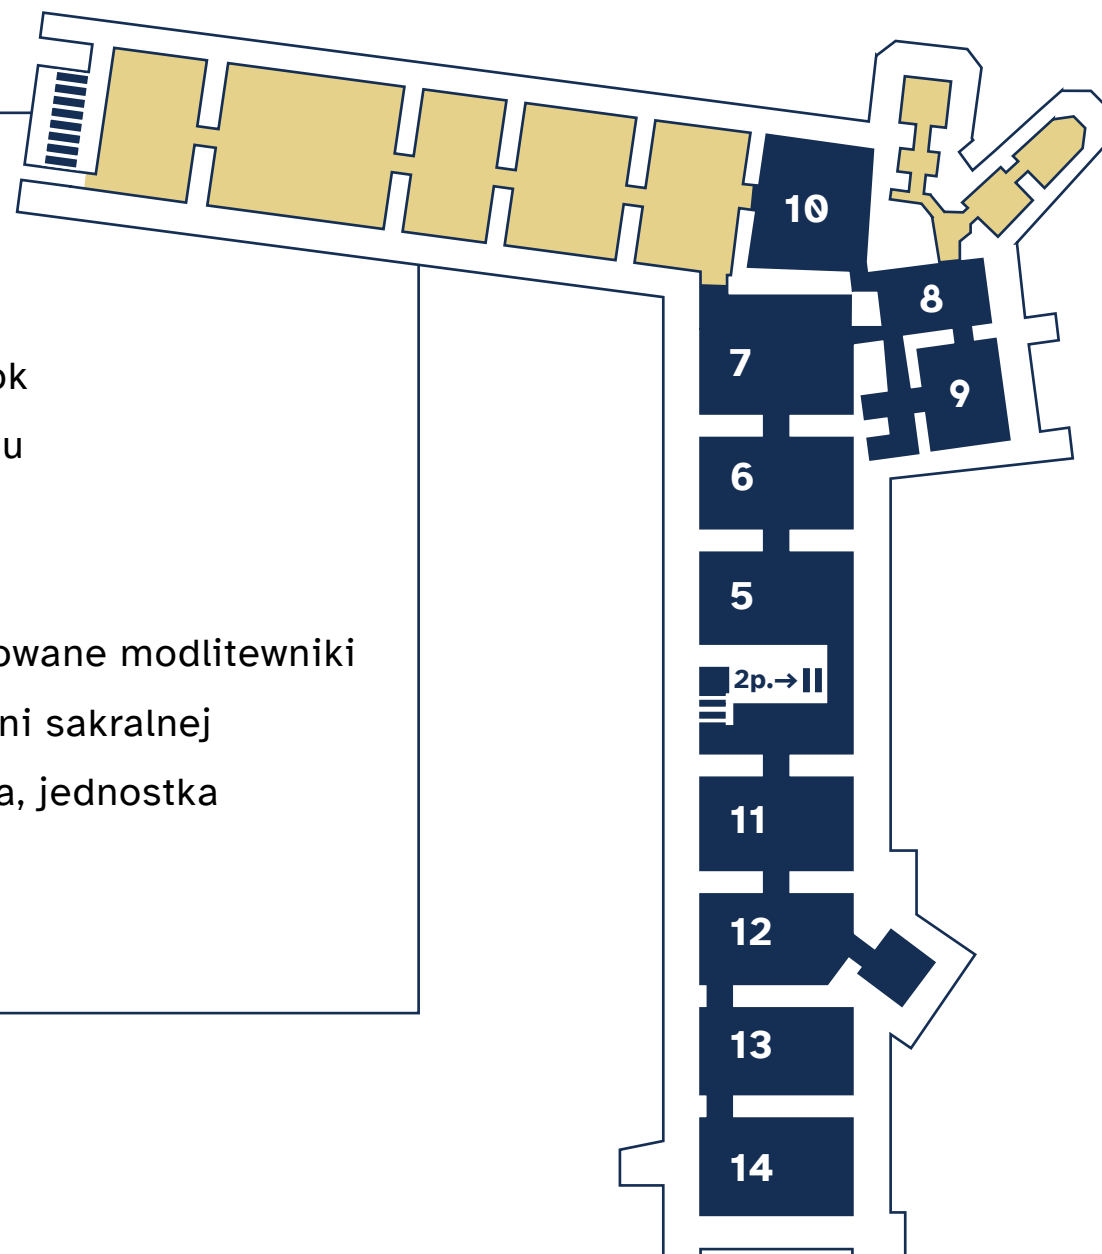 10
8
7
9
ok
u
6
5
owane modlitewniki
2p.→
ni sakralnej
a, jednostka
11
12
13
14